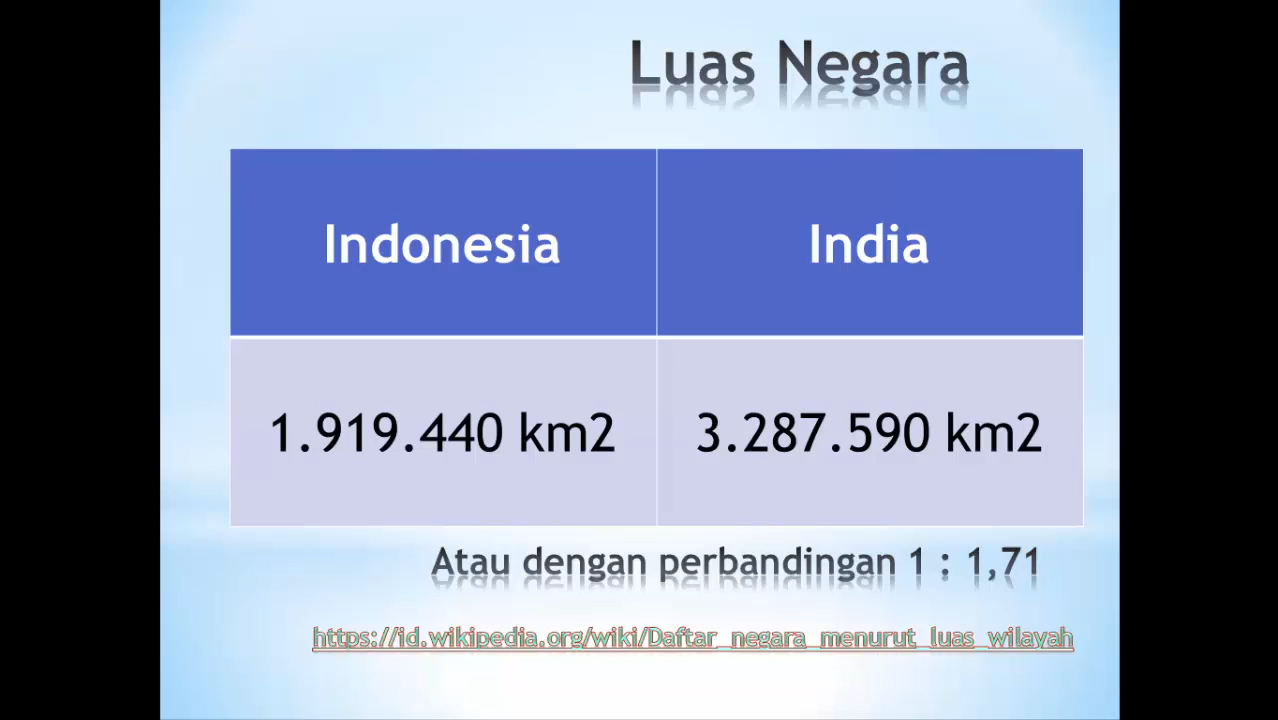 Luas Negara
Indonesia India
1.919.440 km2 3.287.590 km2
Atau dengan perbandingan 1 : 1,71
https://id.wikipedia.org/wiki/Daftar_negara_menurut_luas_wilayah